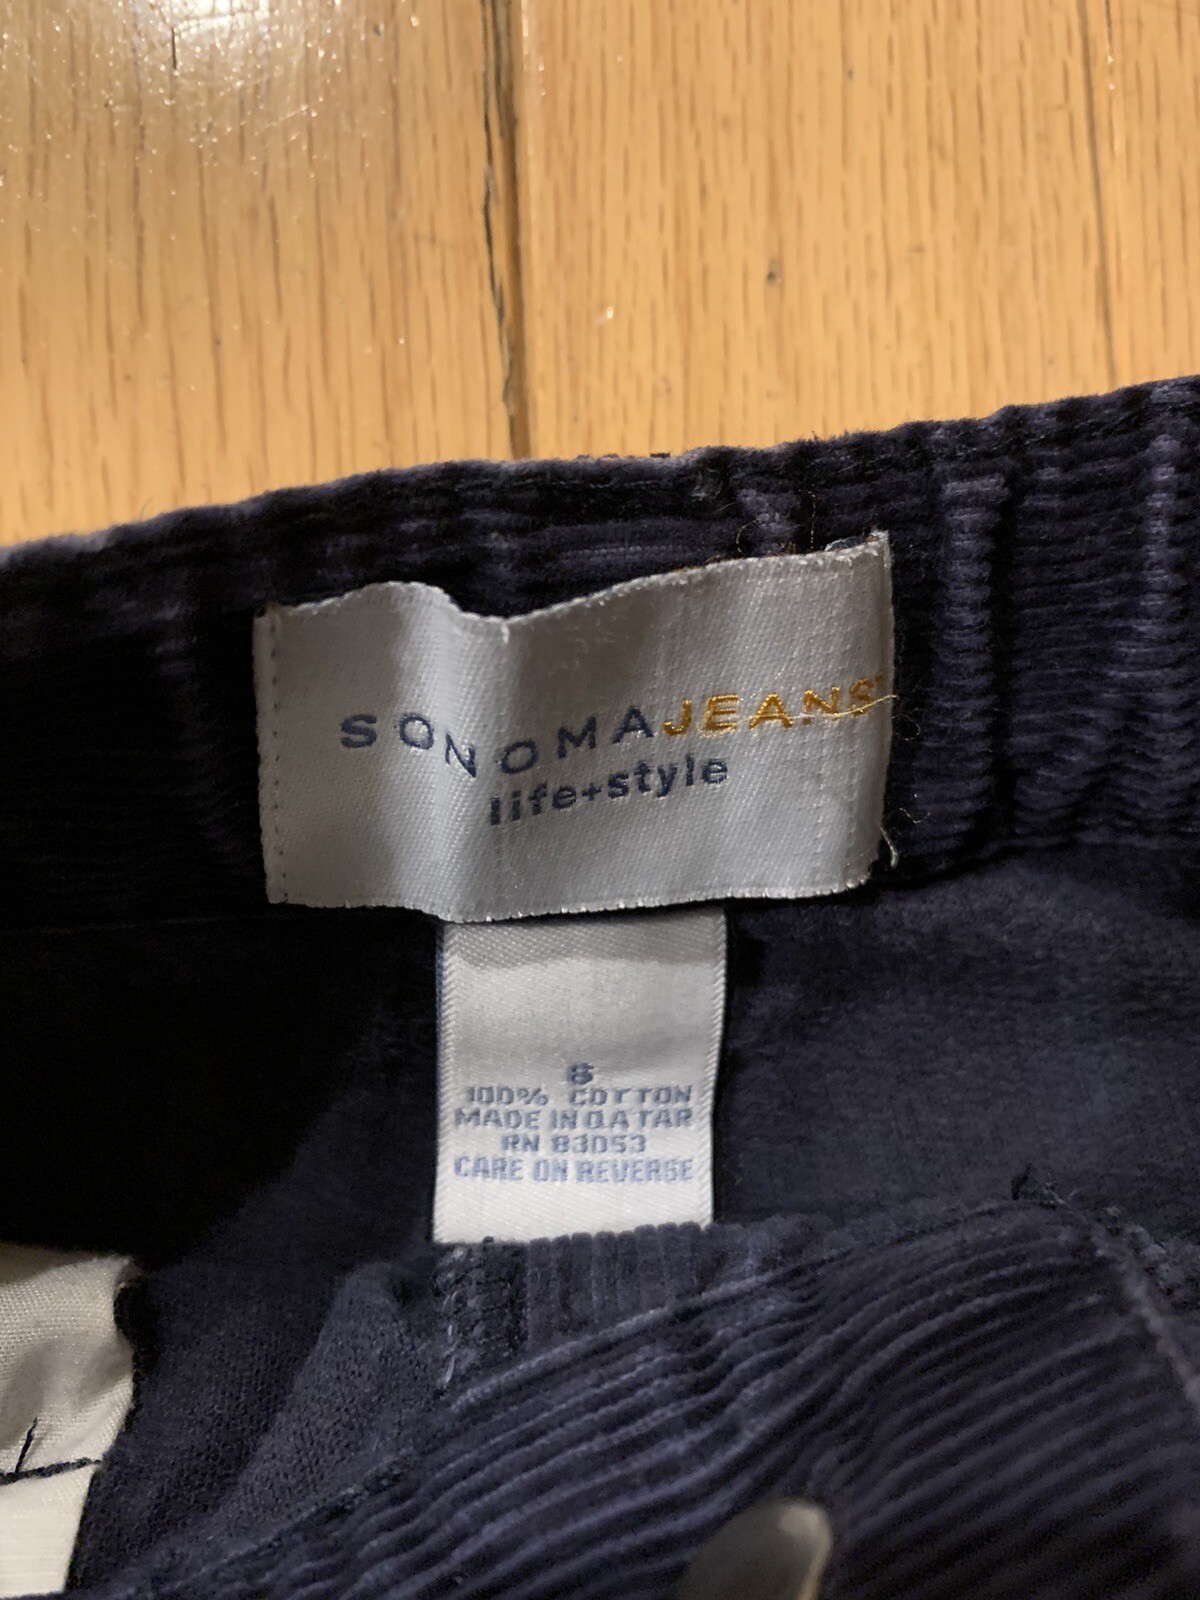 SONOMAJEANS
life+style
8
100% COTTON
MADE IN QATAR
RN 83053
CARE ON REVERSE